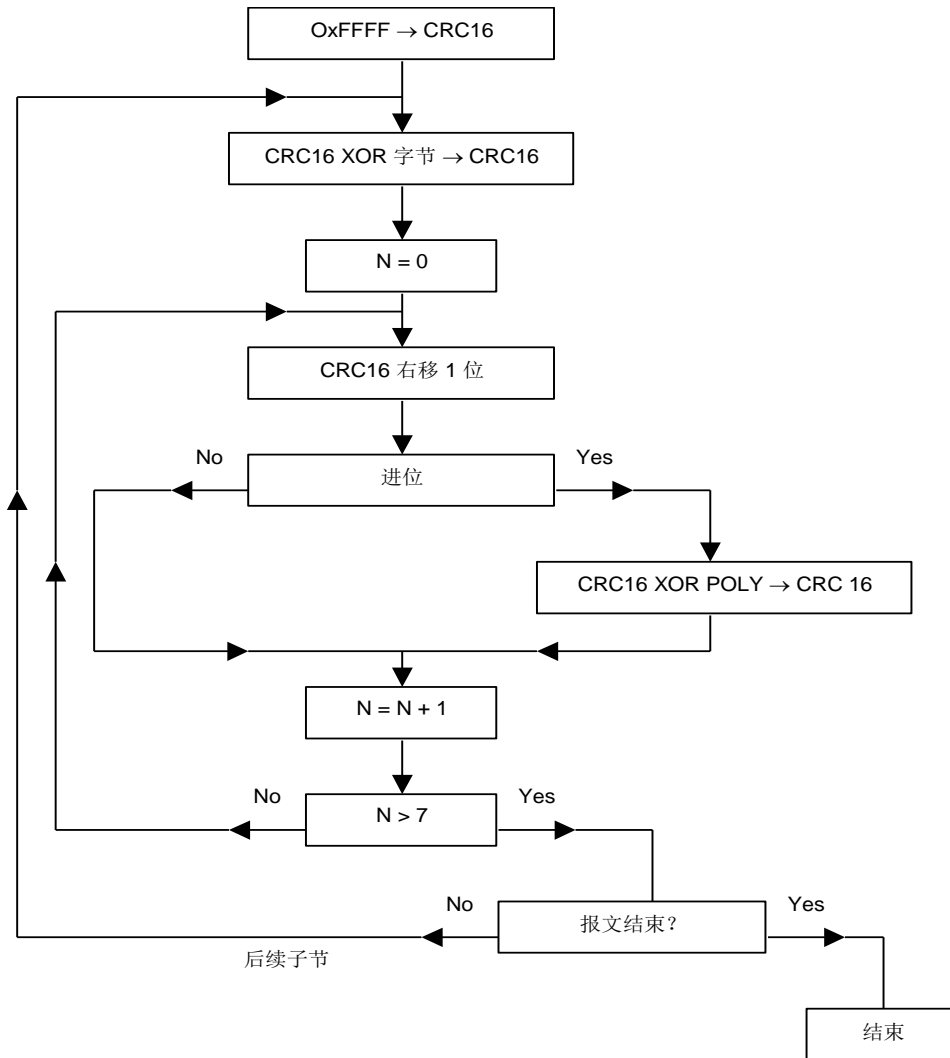 OxFFFF → CRC16
CRC16 XOR 字节 → CRC16
N = 0
CRC16 右移 1 位
No
进位
Yes
CRC16 XOR POLY → CRC 16
N = N + 1
No
N > 7
Yes
No
报文结束？
Yes
后续子节
结束